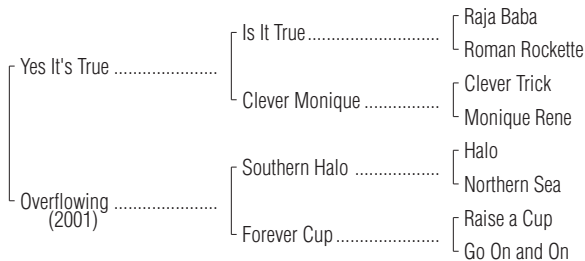 Raja Baba
Is It True
Roman Rockette
Yes It's True
Clever Trick
Clever Monique
Monique Rene
Halo
Southern Halo
Northern Sea
Overflowing
(2001)
Raise a Cup
Forever Cup
Go On and On